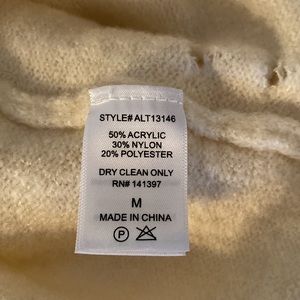 STYLE# ALT13146
50% ACRYLIC
30% NYLON
20% POLYESTER
DRY CLEAN ONLY
RN# 141397
M
MADE IN CHINA
P